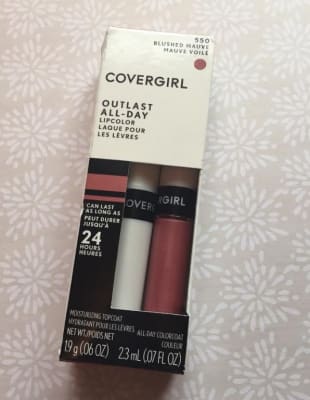 550
BLUSHED MAUVE
MAUVE VOILÉ
COVERGIRL
OUTLAST
ALL-DAY
LIPCOLOR
LAQUE POUR
LES LÈVRES
COVER
ERGIRL
CAN LAST
AS LONG AS
PEUT DURER
JUSQU'À
24
HOURS
HEURES
MOISTURIZING TOPCOAT
HYDRATANT POUR LES LÈVRES
ALL-DAY COLORCOAT
COULEUR
NET WT/POIDS NET
1.9 g (.06 OZ)
2.3 mL (.07 FL OZ)